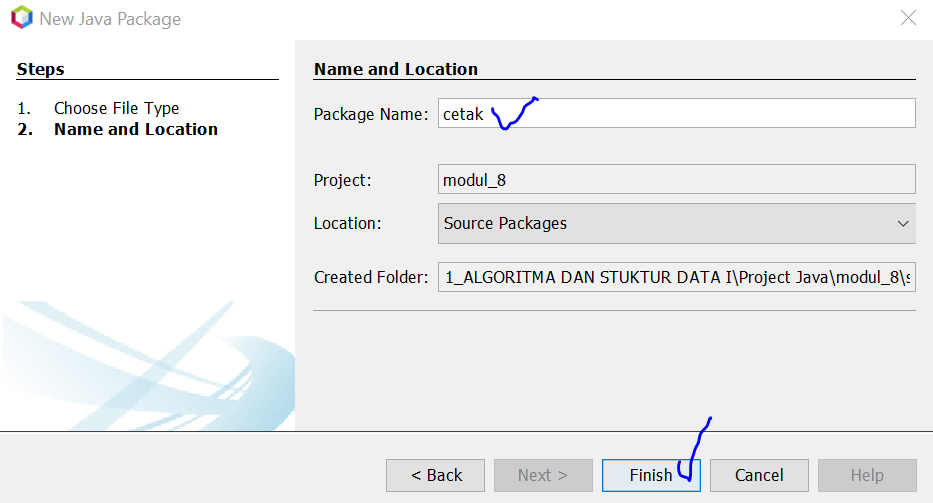 New Java Package
Steps
1. Choose File Type
2. Name and Location
Name and Location
Package Name: cetak
Project: modul_8
Location: Source Packages
Created Folder: 1_ALGORITMA DAN STUKTUR DATA I\Project Java\modul_8\s
< Back Next > Finish Cancel Help